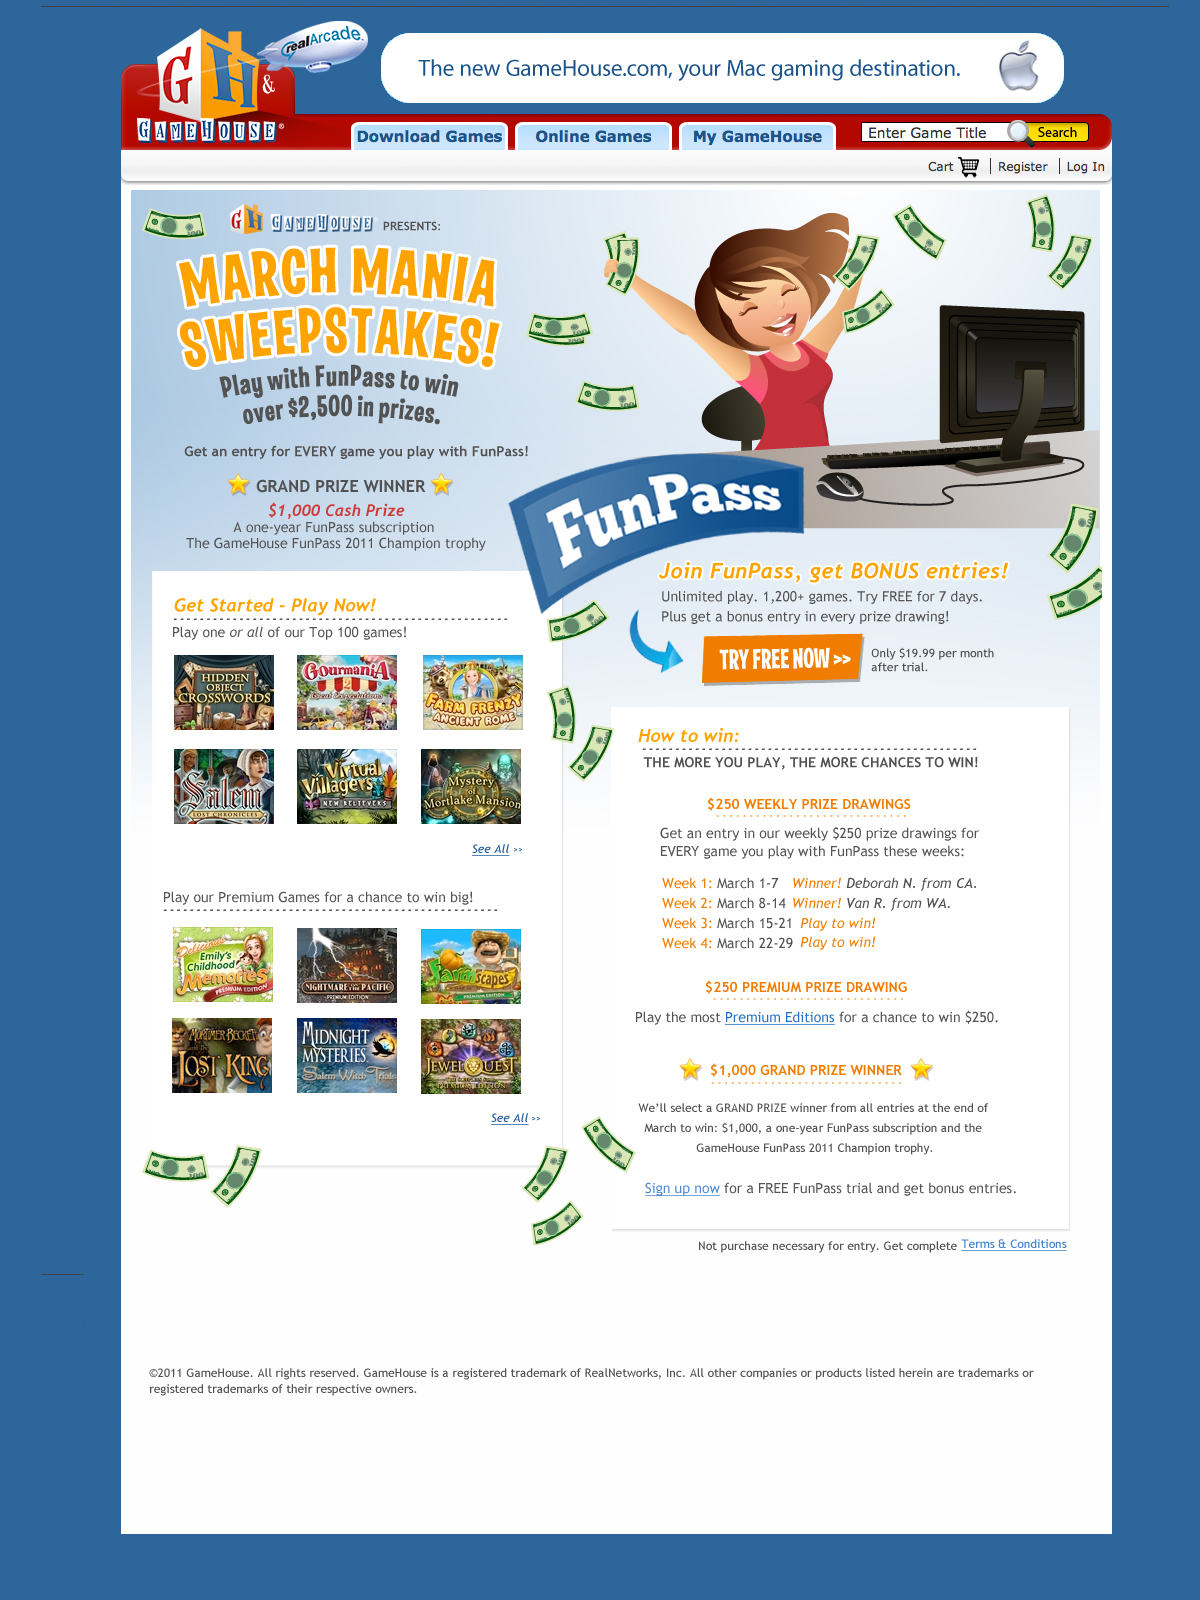 realArcade.
The new GameHouse.com, your Mac gaming destination.
G H &
GAMEHOUSE®
Download Games
Online Games
My GameHouse
Enter Game Title
Search
Cart
Register
Log In
GH GAMEHOUSE PRESENTS:
MARCH MANIA
SWEEPSTAKES!
Play with FunPass to win
over $2,500 in prizes.
Get an entry for EVERY game you play with FunPass!
GRAND PRIZE WINNER
$1,000 Cash Prize
A one-year FunPass subscription
The GameHouse FunPass 2011 Champion trophy
FunPass
Join FunPass, get BONUS entries!
Unlimited play. 1,200+ games. Try FREE for 7 days.
Plus get a bonus entry in every prize drawing!
TRY FREE NOW >>
Only $19.99 per month
after trial.
Get Started - Play Now!
Play one or all of our Top 100 games!
HIDDEN
OBJECT
CROSSWORDS
GOURMANIA
2
Great Expectations
FARM FRENZY
ANCIENT ROME
Salem
LOST CHRONICLES
Virtual
Villagers
NEW BELIEVERS
Mystery
of
Mortlake Mansion
See All >>
Play our Premium Games for a chance to win big!
Delicious
Emily's
Childhood
Memories
PREMIUM EDITION
NIGHTMARE ON THE PACIFIC
PREMIUM EDITION
Farmscapes
PREMIUM EDITION
MORTIMER BECKETT
LOST KING
MIDNIGHT
MYSTERIES
Salem Witch Trials
JEWEL QUEST
PREMIUM EDITION
See All >>
How to win:
THE MORE YOU PLAY, THE MORE CHANCES TO WIN!
$250 WEEKLY PRIZE DRAWINGS
Get an entry in our weekly $250 prize drawings for
EVERY game you play with FunPass these weeks:
Week 1: March 1-7 Winner! Deborah N. from CA.
Week 2: March 8-14 Winner! Van R. from WA.
Week 3: March 15-21 Play to win!
Week 4: March 22-29 Play to win!
$250 PREMIUM PRIZE DRAWING
Play the most Premium Editions for a chance to win $250.
$1,000 GRAND PRIZE WINNER
We'll select a GRAND PRIZE winner from all entries at the end of
March to win: $1,000, a one-year FunPass subscription and the
GameHouse FunPass 2011 Champion trophy.
Sign up now for a FREE FunPass trial and get bonus entries.
Not purchase necessary for entry. Get complete Terms & Conditions
©2011 GameHouse. All rights reserved. GameHouse is a registered trademark of RealNetworks, Inc. All other companies or products listed herein are trademarks or
registered trademarks of their respective owners.